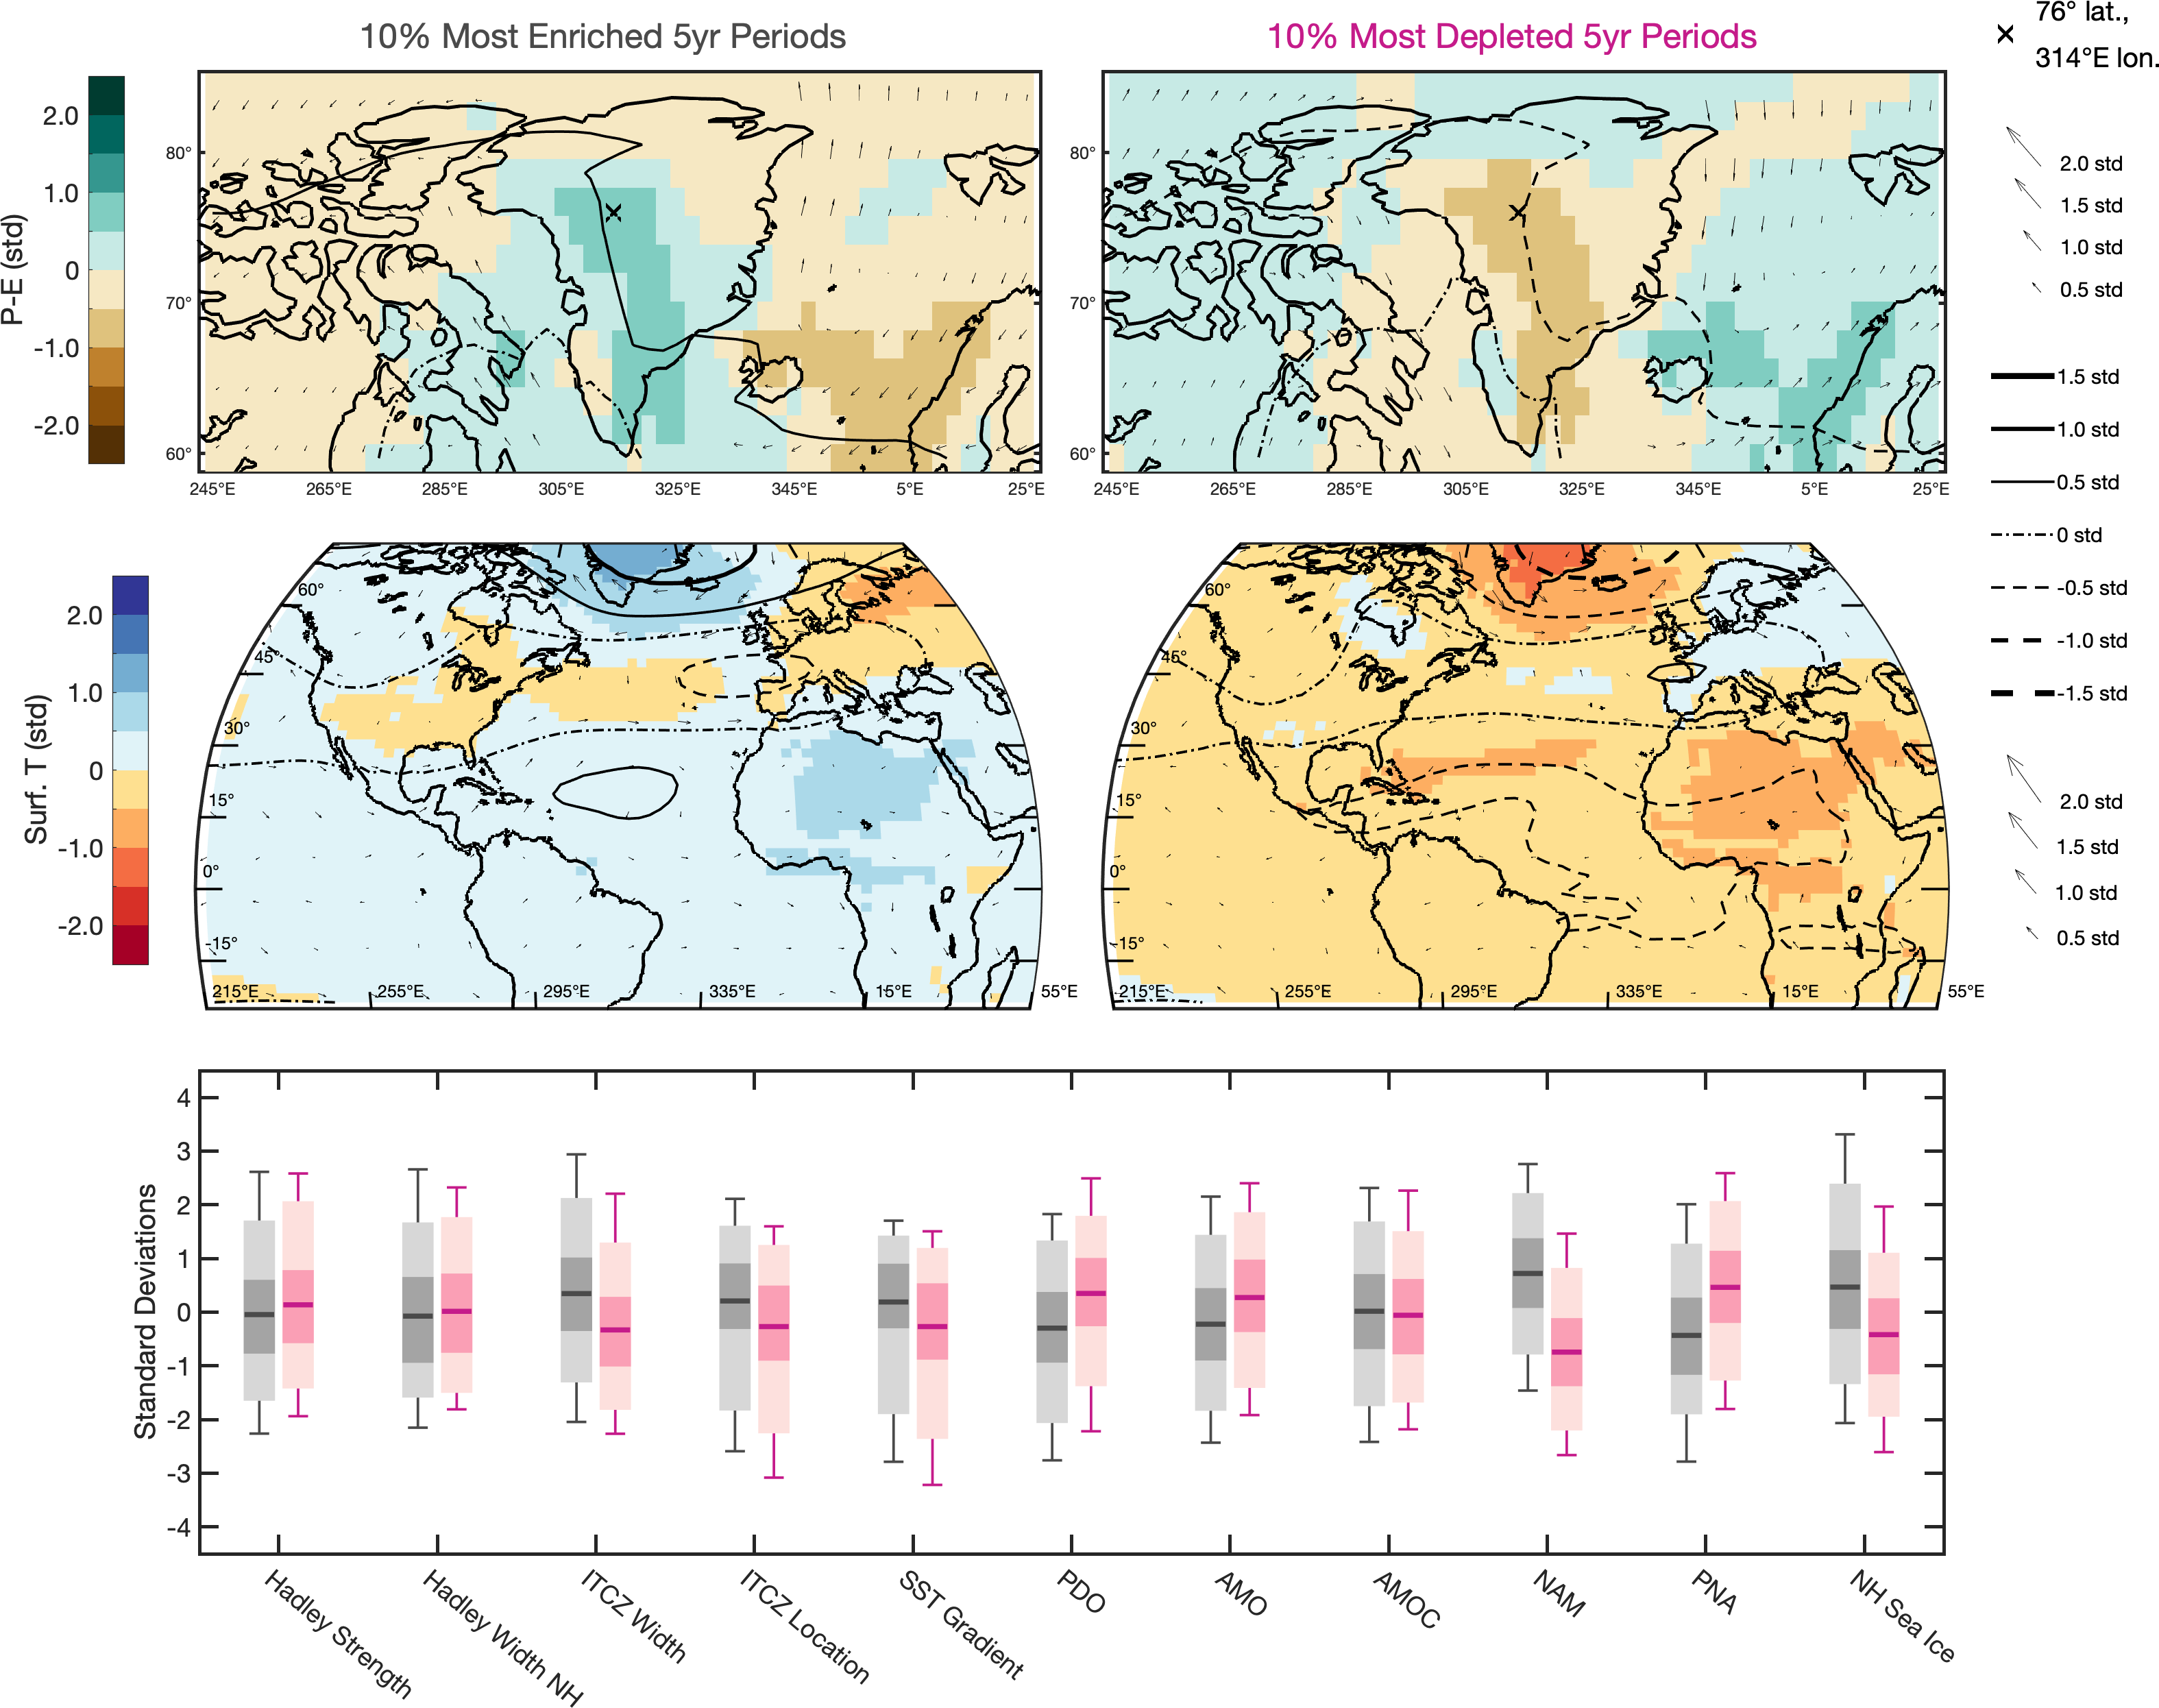 10% Most Enriched 5yr Periods
10% Most Depleted 5yr Periods
76° lat.,
314°E lon.
P-E (std)
2.0
1.0
0
-1.0
-2.0
80°
70°
60°
245°E 265°E 285°E 305°E 325°E 345°E 5°E 25°E
80°
70°
60°
245°E 265°E 285°E 305°E 325°E 345°E 5°E 25°E
2.0 std
1.5 std
1.0 std
0.5 std
1.5 std
1.0 std
0.5 std
0 std
-0.5 std
-1.0 std
-1.5 std
Surf. T (std)
2.0
1.0
0
-1.0
-2.0
60°
45°
30°
15°
0°
-15°
215°E 255°E 295°E 335°E 15°E 55°E
60°
45°
30°
15°
0°
-15°
215°E 255°E 295°E 335°E 15°E 55°E
2.0 std
1.5 std
1.0 std
0.5 std
Standard Deviations
4
3
2
1
0
-1
-2
-3
-4
Hadley Strength
Hadley Width NH
ITCZ Width
ITCZ Location
SST Gradient
PDO
AMO
AMOC
NAM
PNA
NH Sea Ice